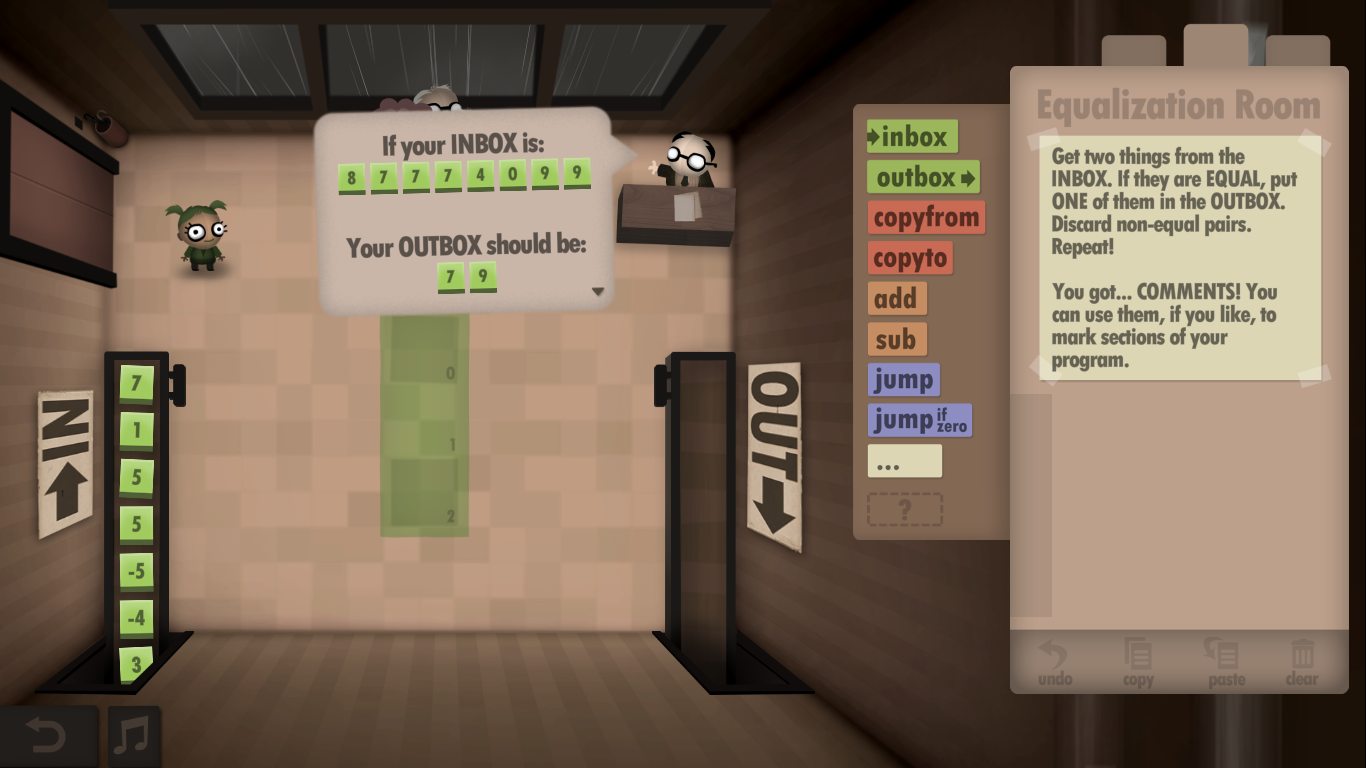 If your INBOX is:
8 7 7 7 4 0 9 9
Your OUTBOX should be:
7 9
IN
7
1
5
5
-5
-4
3
0
1
2
OUT
inbox
outbox
copyfrom
copyto
add
sub
jump
jump if zero
...
?
Equalization Room
Get two things from the
INBOX. If they are EQUAL, put
ONE of them in the OUTBOX.
Discard non-equal pairs.
Repeat!
You got... COMMENTS! You
can use them, if you like, to
mark sections of your
program.
undo
copy
paste
clear